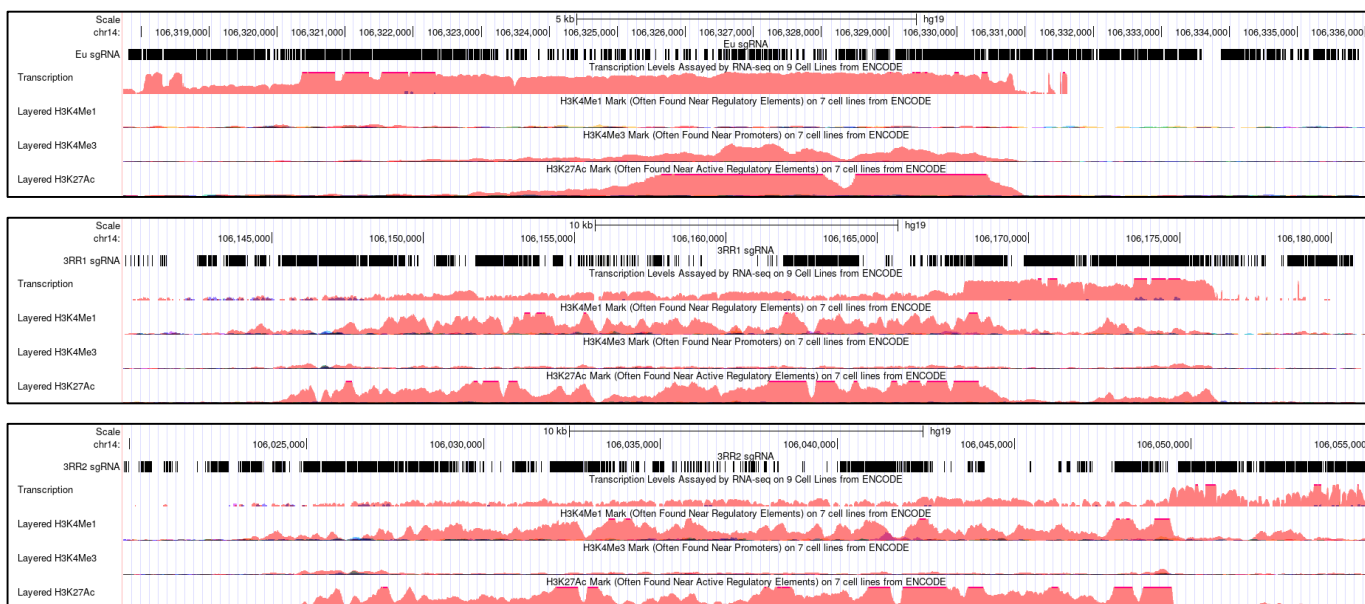 Scale 5 kb hg19
chr14: 106,319,000 106,320,000 106,321,000 106,322,000 106,323,000 106,324,000 106,325,000 106,326,000 106,327,000 106,328,000 106,329,000 106,330,000 106,331,000 106,332,000 106,333,000 106,334,000 106,335,000 106,336,000
Eu sgRNA
Eu sgRNA
Transcription Levels Assayed by RNA-seq on 9 Cell Lines from ENCODE
Transcription
H3K4Me1 Mark (Often Found Near Regulatory Elements) on 7 cell lines from ENCODE
Layered H3K4Me1
H3K4Me3 Mark (Often Found Near Promoters) on 7 cell lines from ENCODE
Layered H3K4Me3
H3K27Ac Mark (Often Found Near Active Regulatory Elements) on 7 cell lines from ENCODE
Layered H3K27Ac
Scale 10 kb hg19
chr14: 106,145,000 106,150,000 106,155,000 106,160,000 106,165,000 106,170,000 106,175,000 106,180,000
3RR1 sgRNA
3RR1 sgRNA
Transcription Levels Assayed by RNA-seq on 9 Cell Lines from ENCODE
Transcription
H3K4Me1 Mark (Often Found Near Regulatory Elements) on 7 cell lines from ENCODE
Layered H3K4Me1
H3K4Me3 Mark (Often Found Near Promoters) on 7 cell lines from ENCODE
Layered H3K4Me3
H3K27Ac Mark (Often Found Near Active Regulatory Elements) on 7 cell lines from ENCODE
Layered H3K27Ac
Scale 10 kb hg19
chr14: 106,025,000 106,030,000 106,035,000 106,040,000 106,045,000 106,050,000 106,055,000
3RR2 sgRNA
3RR2 sgRNA
Transcription Levels Assayed by RNA-seq on 9 Cell Lines from ENCODE
Transcription
H3K4Me1 Mark (Often Found Near Regulatory Elements) on 7 cell lines from ENCODE
Layered H3K4Me1
H3K4Me3 Mark (Often Found Near Promoters) on 7 cell lines from ENCODE
Layered H3K4Me3
H3K27Ac Mark (Often Found Near Active Regulatory Elements) on 7 cell lines from ENCODE
Layered H3K27Ac